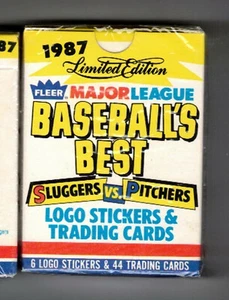 1987
1987
Limited Edition
FLEER MAJOR LEAGUE
BASEBALL'S
BEST
SLUGGERS VS. PITCHERS
LOGO STICKERS &
TRADING CARDS
6 LOGO STICKERS & 44 TRADING CARDS